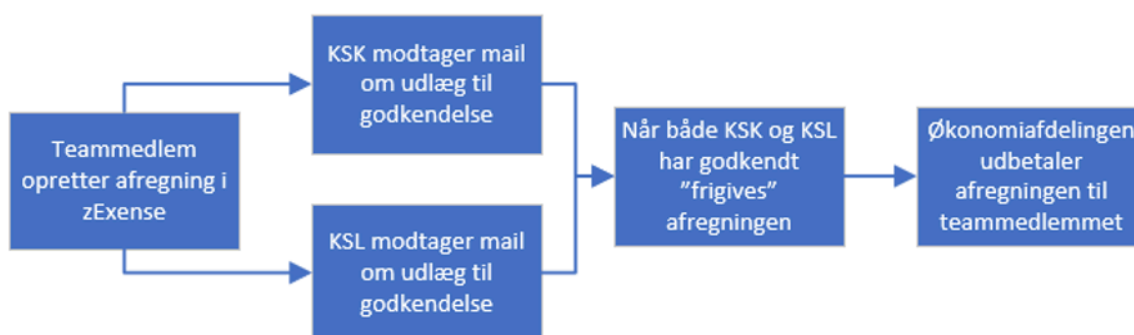 Teammedlem
opretter afregning i
zExense
KSK modtager mail
om udlæg til
godkendelse
KSL modtager mail
om udlæg til
godkendelse
Når både KSK og KSL
har godkendt
”frigives”
afregningen
Økonomiafdelingen
udbetaler
afregningen til
teammedlemmet